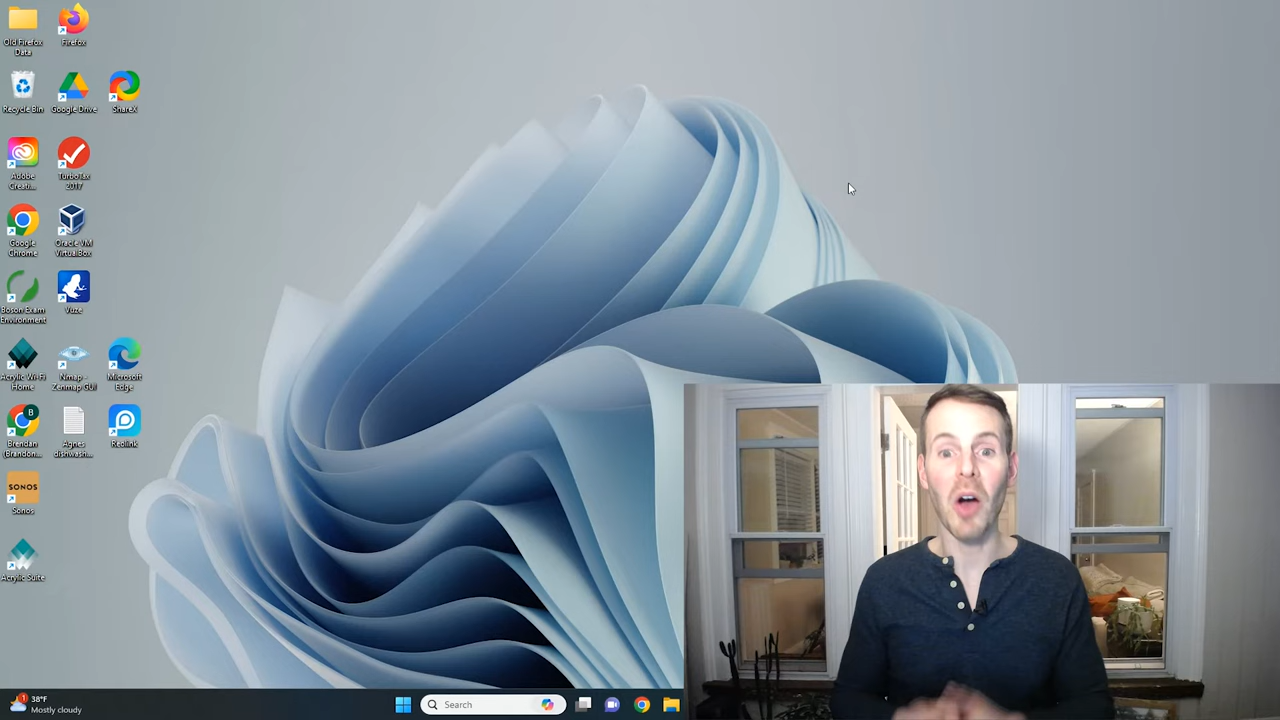 Old Firefox
Data
Firefox
Recycle Bin
Google Drive
ShareX
Adobe
Creati...
TurboTax
2017
Google
Chrome
Oracle VM
VirtualBox
Boson Exam
Environment
Vuze
Acrylic Wi-Fi
Home
Nmap -
Zenmap GUI
Microsoft
Edge
B
Brendan
(Brandon...
Agnes
dishwash...
Reolink
SONOS
Sonos
Acrylic Suite
1
38°F
Mostly cloudy
Search